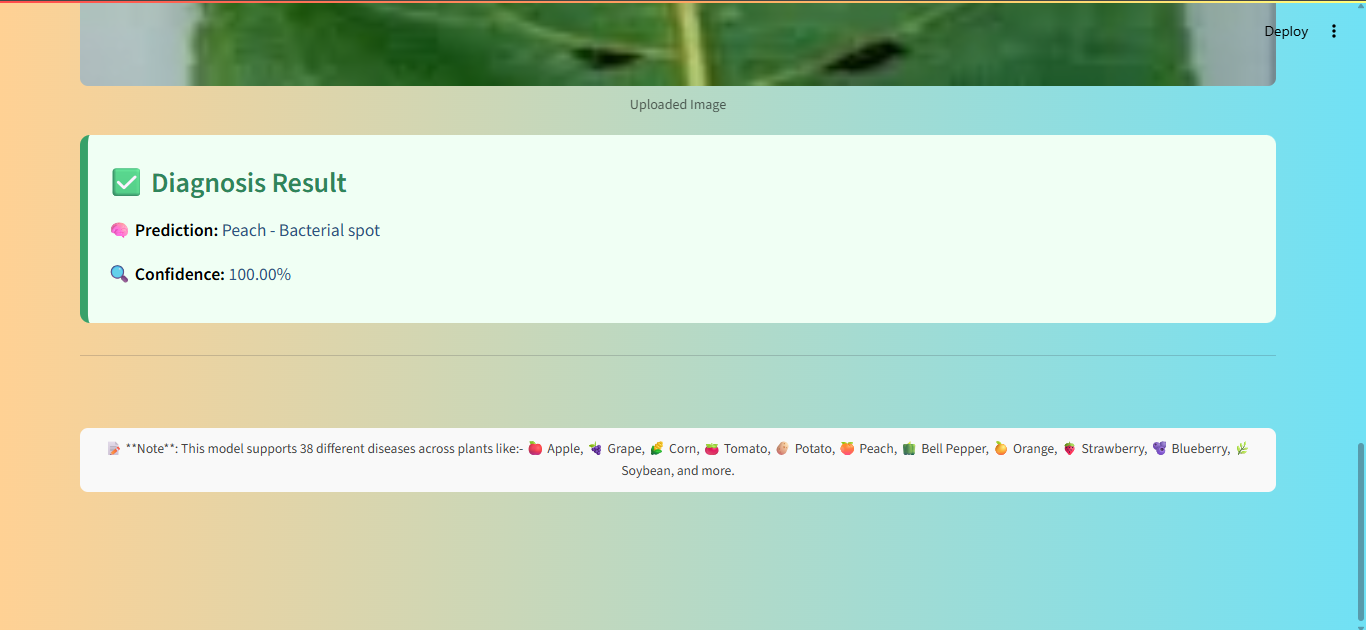 Deploy
Uploaded Image
✅ Diagnosis Result
🧠 Prediction: Peach - Bacterial spot
🔍 Confidence: 100.00%
📝 **Note**: This model supports 38 different diseases across plants like:- 🍎 Apple, 🍇 Grape, 🌽 Corn, 🍅 Tomato, 🥔 Potato, 🍑 Peach, 🫑 Bell Pepper, 🍊 Orange, 🍓 Strawberry, 🫐 Blueberry, 🌿
Soybean, and more.